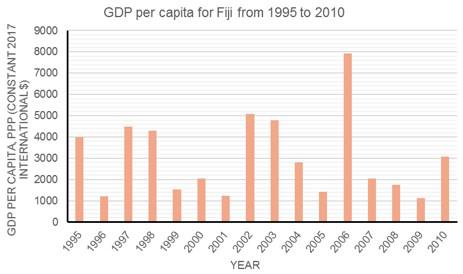 GDP per capita for Fiji from 1995 to 2010
GDP PER CAPITA, PPP (CONSTANT 2017
INTERNATIONAL$)
9000
8000
7000
6000
5000
4000
3000
2000
1000
0
1995 1996 1997 1998 1999 2000 2001 2002 2003 2004 2005 2006 2007 2008 2009 2010
YEAR